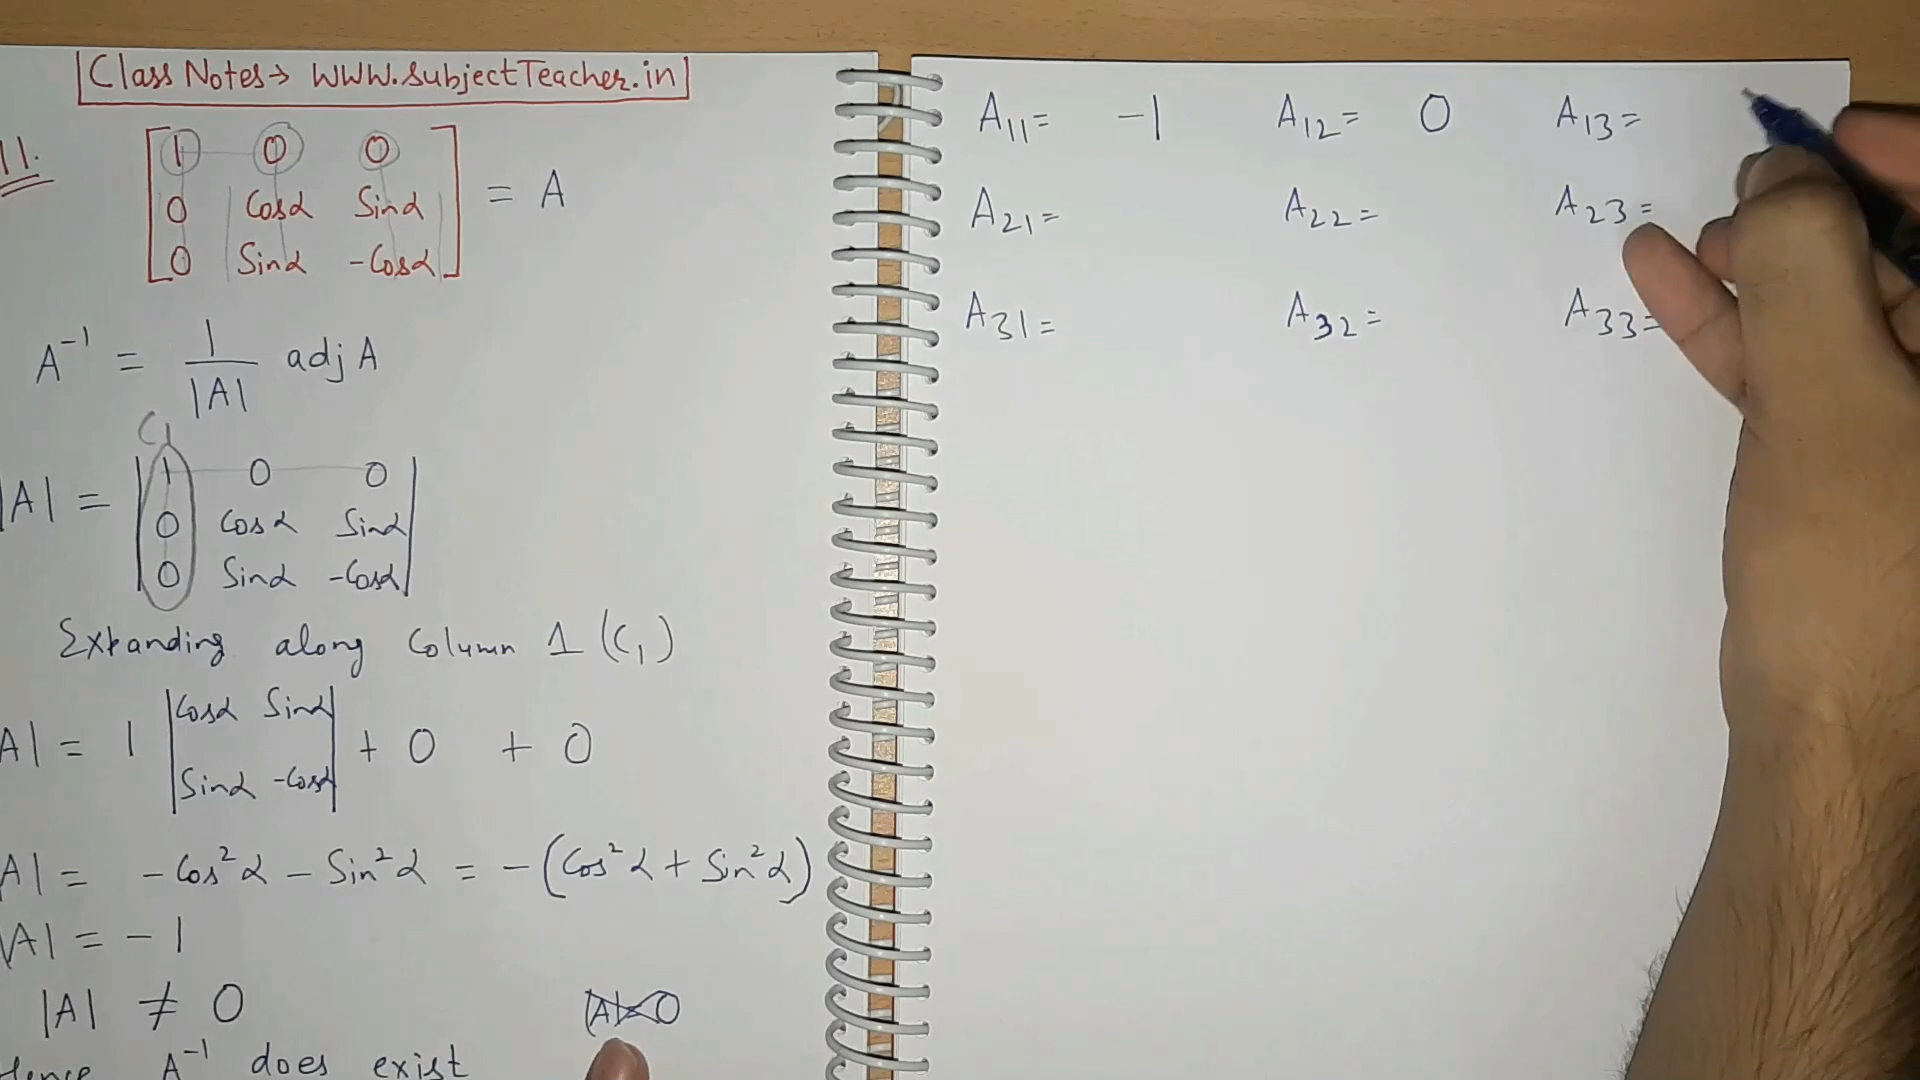 Class Notes → WWW.SubjectTeacher.in
11. [1 0 0
0 Cosα Sinα
0 Sinα -Cosα] = A
A⁻¹ = 1/|A| adj A
C1
|A| = |1 0 0
0 Cosα Sinα
0 Sinα -Cosα|
Expanding along Column 1 (C₁)
A| = 1 |Cosα Sinα
Sinα -Cosα| + 0 + 0
A| = - Cos²α - Sin²α = - (Cos²α + Sin²α)
|A| = - 1
|A| ≠ 0
Hence A⁻¹ does exist
A11 = -1 A12 = 0 A13 =
A21 = A22 = A23 =
A31 = A32 = A33 =